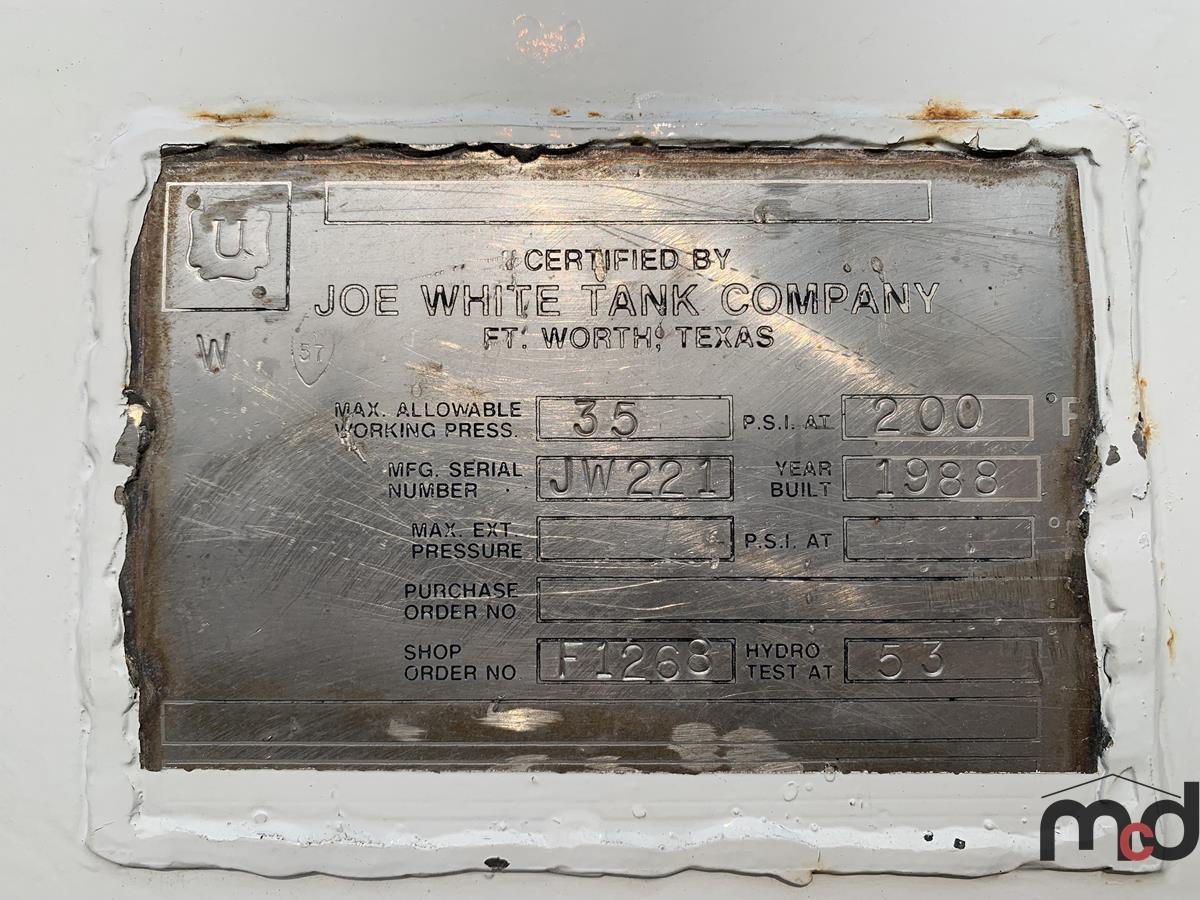 U
CERTIFIED BY
JOE WHITE TANK COMPANY
FT. WORTH, TEXAS
W 57
MAX. ALLOWABLE WORKING PRESS. 35 P.S.I. AT 200 °F
MFG. SERIAL NUMBER JW221 YEAR BUILT 1988
MAX. EXT. PRESSURE P.S.I. AT °
PURCHASE ORDER NO.
SHOP ORDER NO. F1268 HYDRO TEST AT 53
mcd